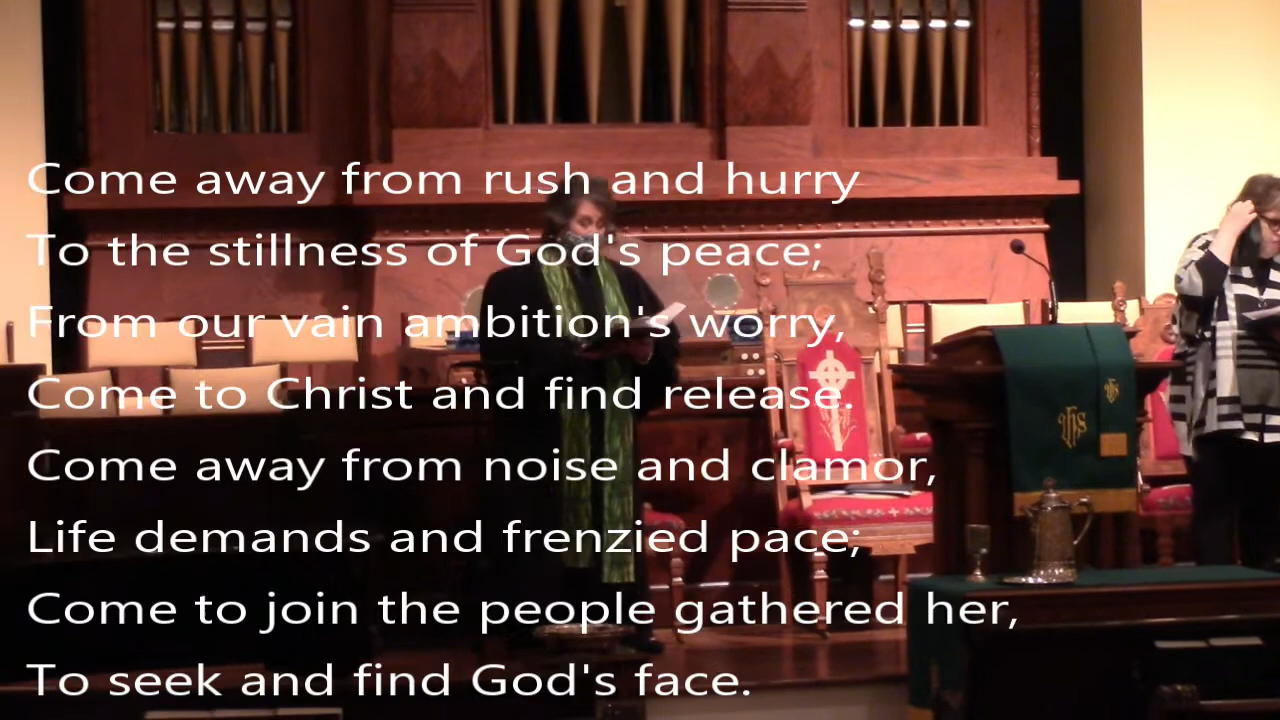 Come away from rush and hurry
To the stillness of God's peace;
From our vain ambition's worry,
Come to Christ and find release.
Come away from noise and clamor,
Life demands and frenzied pace;
Come to join the people gathered her,
To seek and find God's face.
IHS